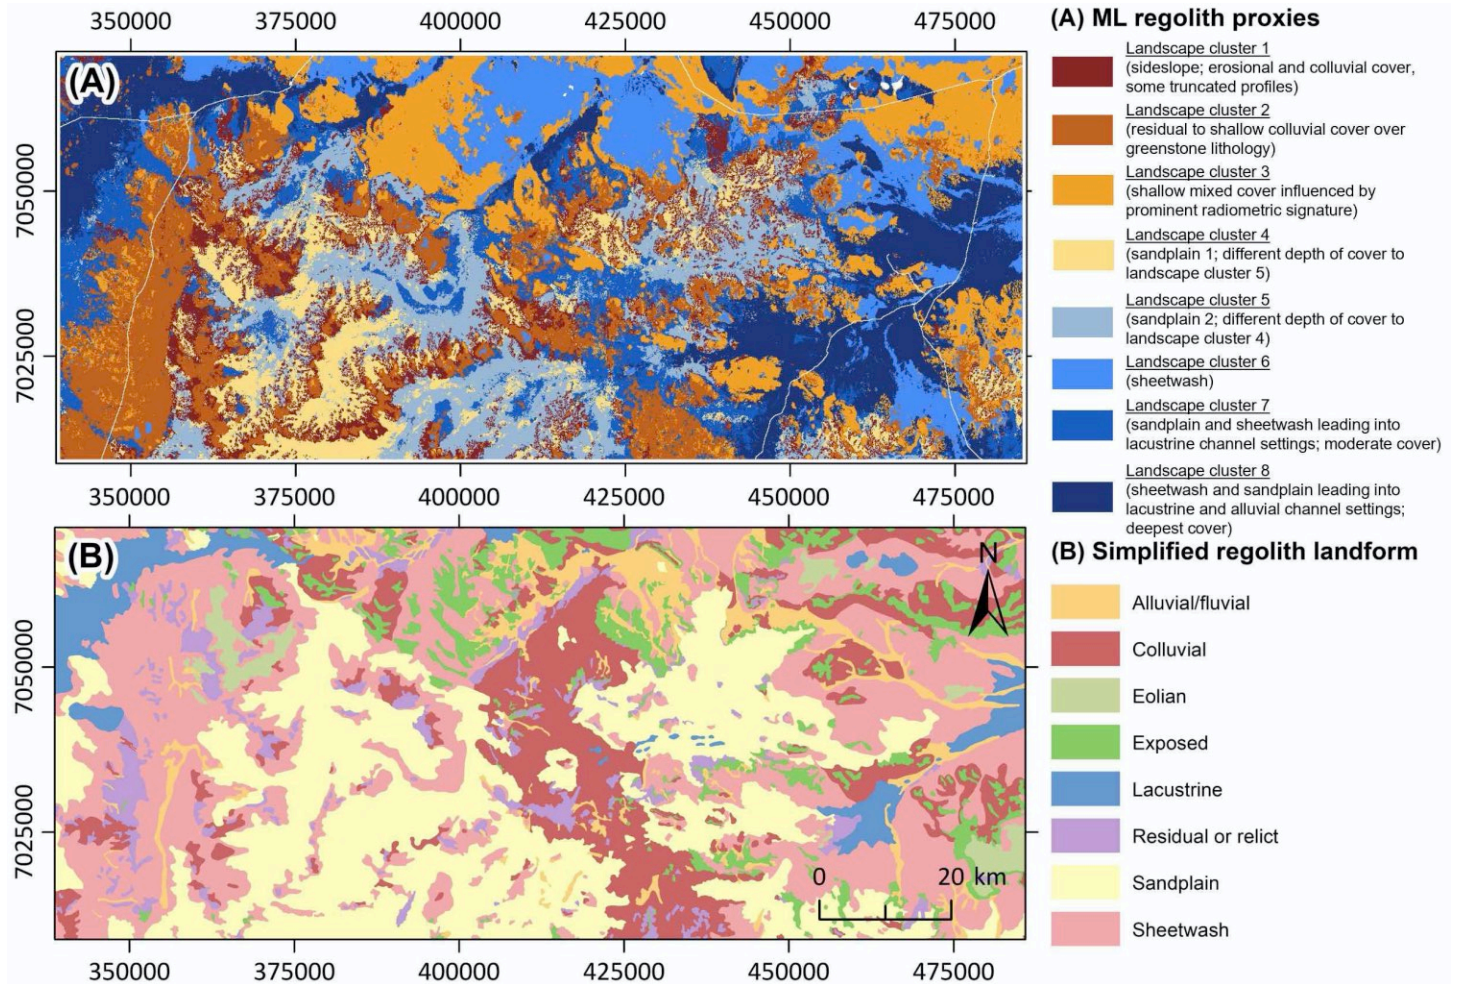 350000 375000 400000 425000 450000 475000
(A)
7050000
7025000
350000 375000 400000 425000 450000 475000
(B)
N
7050000
7025000
0 20 km
350000 375000 400000 425000 450000 475000
(A) ML regolith proxies
Landscape cluster 1
(sideslope; erosional and colluvial cover,
some truncated profiles)
Landscape cluster 2
(residual to shallow colluvial cover over
greenstone lithology)
Landscape cluster 3
(shallow mixed cover influenced by
prominent radiometric signature)
Landscape cluster 4
(sandplain 1; different depth of cover to
landscape cluster 5)
Landscape cluster 5
(sandplain 2; different depth of cover to
landscape cluster 4)
Landscape cluster 6
(sheetwash)
Landscape cluster 7
(sandplain and sheetwash leading into
lacustrine channel settings; moderate cover)
Landscape cluster 8
(sheetwash and sandplain leading into
lacustrine and alluvial channel settings;
deepest cover)
(B) Simplified regolith landform
Alluvial/fluvial
Colluvial
Eolian
Exposed
Lacustrine
Residual or relict
Sandplain
Sheetwash